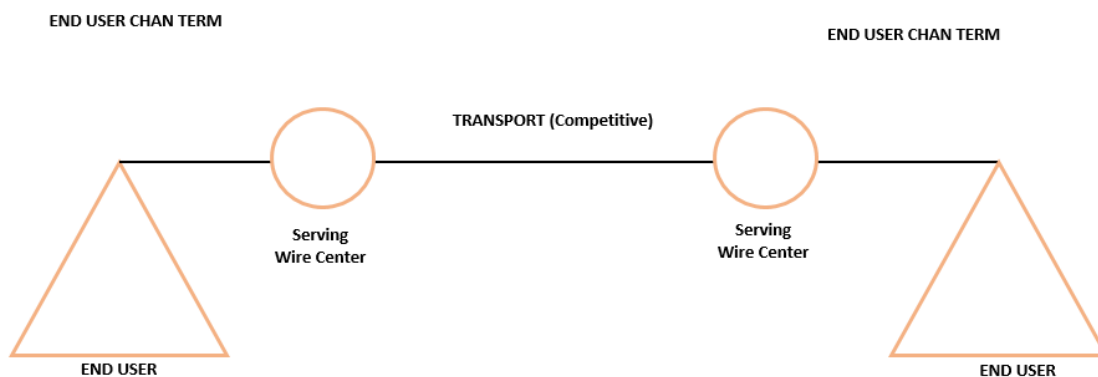 END USER CHAN TERM
END USER CHAN TERM
TRANSPORT (Competitive)
Serving
Wire Center
Serving
Wire Center
END USER
END USER